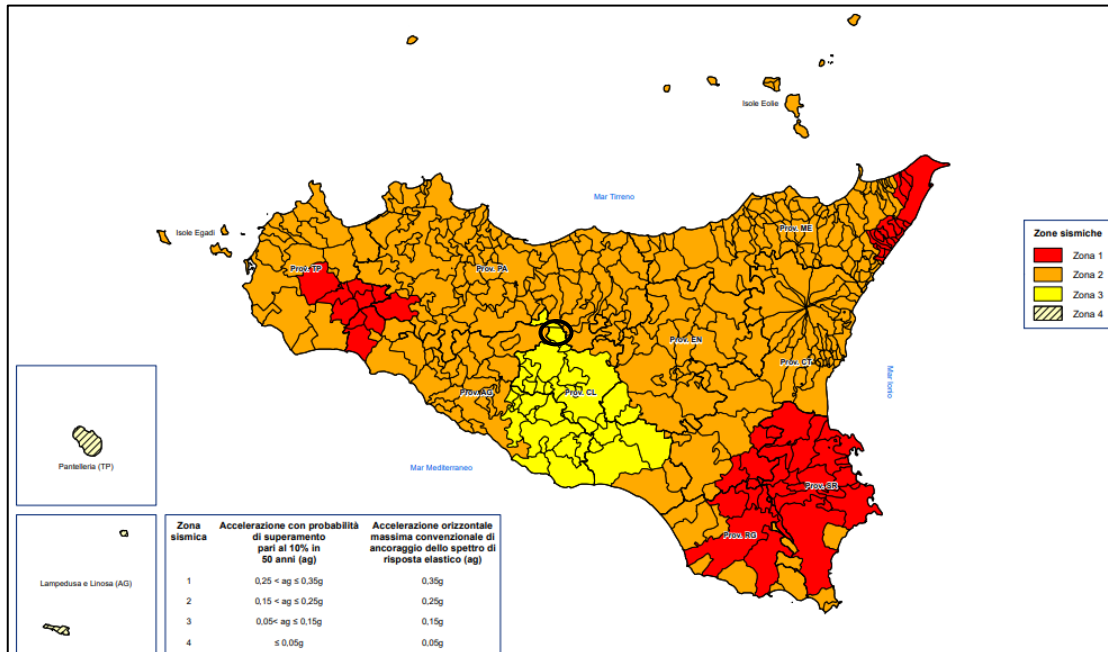 Isole Eolie
Mar Tirreno
Isole Egadi
Prov. ME
Prov. TP
Prov. PA
Zone sismiche
Zona 1
Zona 2
Zona 3
Zona 4
Prov. EN
Prov. CT
Mar Ionio
Prov. AG
Prov. CL
Mar Mediterraneo
Pantelleria (TP)
Prov. SR
Prov. RG
Lampedusa e Linosa (AG)
Zona sismica
Accelerazione con probabilità
di superamento
pari al 10% in
50 anni (ag)
Accelerazione orizzontale
massima convenzionale di
ancoraggio dello spettro di
risposta elastico (ag)
1 0,25 < ag ≤ 0,35g 0,35g
2 0,15 < ag ≤ 0,25g 0,25g
3 0,05< ag ≤ 0,15g 0,15g
4 ≤ 0,05g 0,05g